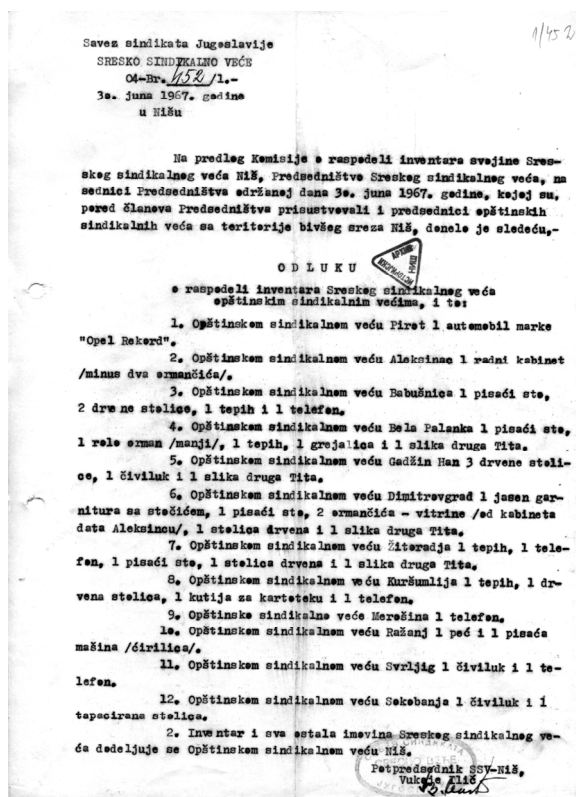 1/452
Savez sindikata Jugoslavije
SRESKO SINDIKALNO VEĆE
04-Br. 452/1.-
30. juna 1967. godine
u Nišu
Na predlog Komisije o raspodeli inventara svojine Sres-
kog sindikalnog veća Niš, Predsedništvo Sreskog sindikalnog veća, na
sednici Predsedništva održanoj dana 30. juna 1967. godine, kojoj su,
pored članova Predsedništva prisustvovali i predsednici opštinskih
sindikalnih veća sa teritorije bivšeg sreza Niš, donelo je sledeću,-
ИСТОРИЈСКИ АРХИВ НИШ
O D L U K U
o raspodeli inventara Sreskog sindikalnog veća
opštinskim sindikalnim većima, i to:
1. Opštinskom sindikalnom veću Pirot 1 automobil marke
"Opel Rekord".
2. Opštinskom sindikalnom veću Aleksinac 1 radni kabinet
/minus dva ormančića/.
3. Opštinskom sindikalnom veću Babušnica 1 pisaći sto,
2 drvene stolice, 1 tepih i 1 telefon.
4. Opštinskom sindikalnom veću Bela Palanka 1 pisaći sto,
1 rolo orman /manji/, 1 tepih, 1 grejalica i 1 slika druga Tita.
5. Opštinskom sindikalnom veću Gadžin Han 3 drvene stoli-
ce, 1 čiviluk i 1 slika druga Tita.
6. Opštinskom sindikalnom veću Dimitrovgrad 1 jasen gar-
nitura sa stočićem, 1 pisaći sto, 2 ormančića - vitrine /od kabineta
data Aleksincu/, 1 stolica drvena i 1 slika druga Tita.
7. Opštinskom sindikalnom veću Žitoradja 1 tepih, 1 tele-
fon, 1 pisaći sto, 1 stolica drvena i 1 slika druga Tita.
8. Opštinskom sindikalnom veću Kuršumlija 1 tepih, 1 dr-
vena stolica, 1 kutija za kartoteku i 1 telefon.
9. Opštinsko sindikalno veće Merošina 1 telefon.
10. Opštinskom sindikalnom veću Ražanj 1 peć i 1 pisaća
mašina /ćirilica/.
11. Opštinskom sindikalnom veću Svrljig 1 čiviluk i 1 te-
lefon.
12. Opštinskom sindikalnom veću Sokobanja 1 čiviluk i 1
tapacirana stolica.
2. Inventar i sva ostala imovina Sreskog sindikalnog ve-
ća dodeljuje se Opštinskom sindikalnom veću Niš.
Potpredsednik SSV-Niš,
Vukoje Ilić